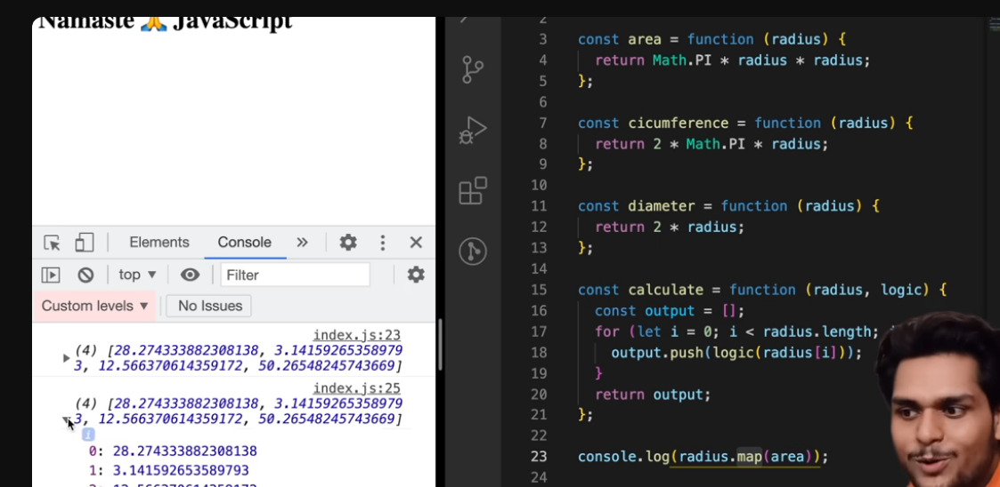 Namaste 🙏 JavaScript
Elements Console »
top ▼ Filter
Custom levels ▼ No Issues
index.js:23
(4) [28.274333882308138, 3.14159265358979
3, 12.566370614359172, 50.26548245743669]
index.js:25
(4) [28.274333882308138, 3.14159265358979
3, 12.566370614359172, 50.26548245743669]
i
0: 28.274333882308138
1: 3.141592653589793
2
3 const area = function (radius) {
4 return Math.PI * radius * radius;
5 };
6
7 const cicumference = function (radius) {
8 return 2 * Math.PI * radius;
9 };
10
11 const diameter = function (radius) {
12 return 2 * radius;
13 };
14
15 const calculate = function (radius, logic) {
16 const output = [];
17 for (let i = 0; i < radius.length;
18 output.push(logic(radius[i]));
19 }
20 return output;
21 };
22
23 console.log(radius.map(area));
24